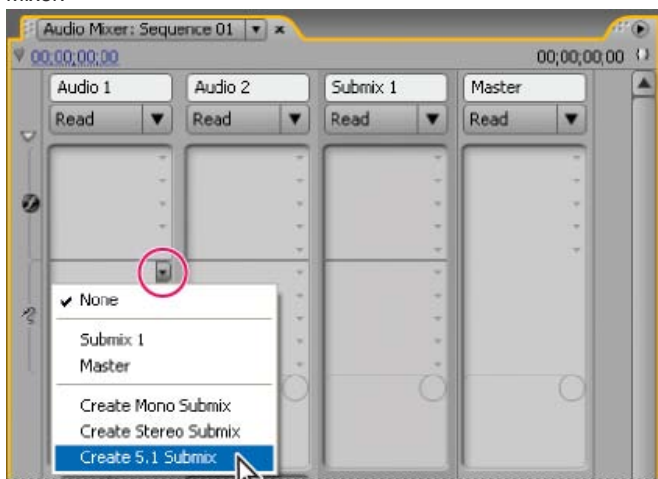 Audio Mixer: Sequence 01
00;00;00;00 00;00;00;00
Audio 1 Audio 2 Submix 1 Master
Read Read Read Read
None
Submix 1
Master
Create Mono Submix
Create Stereo Submix
Create 5.1 Submix